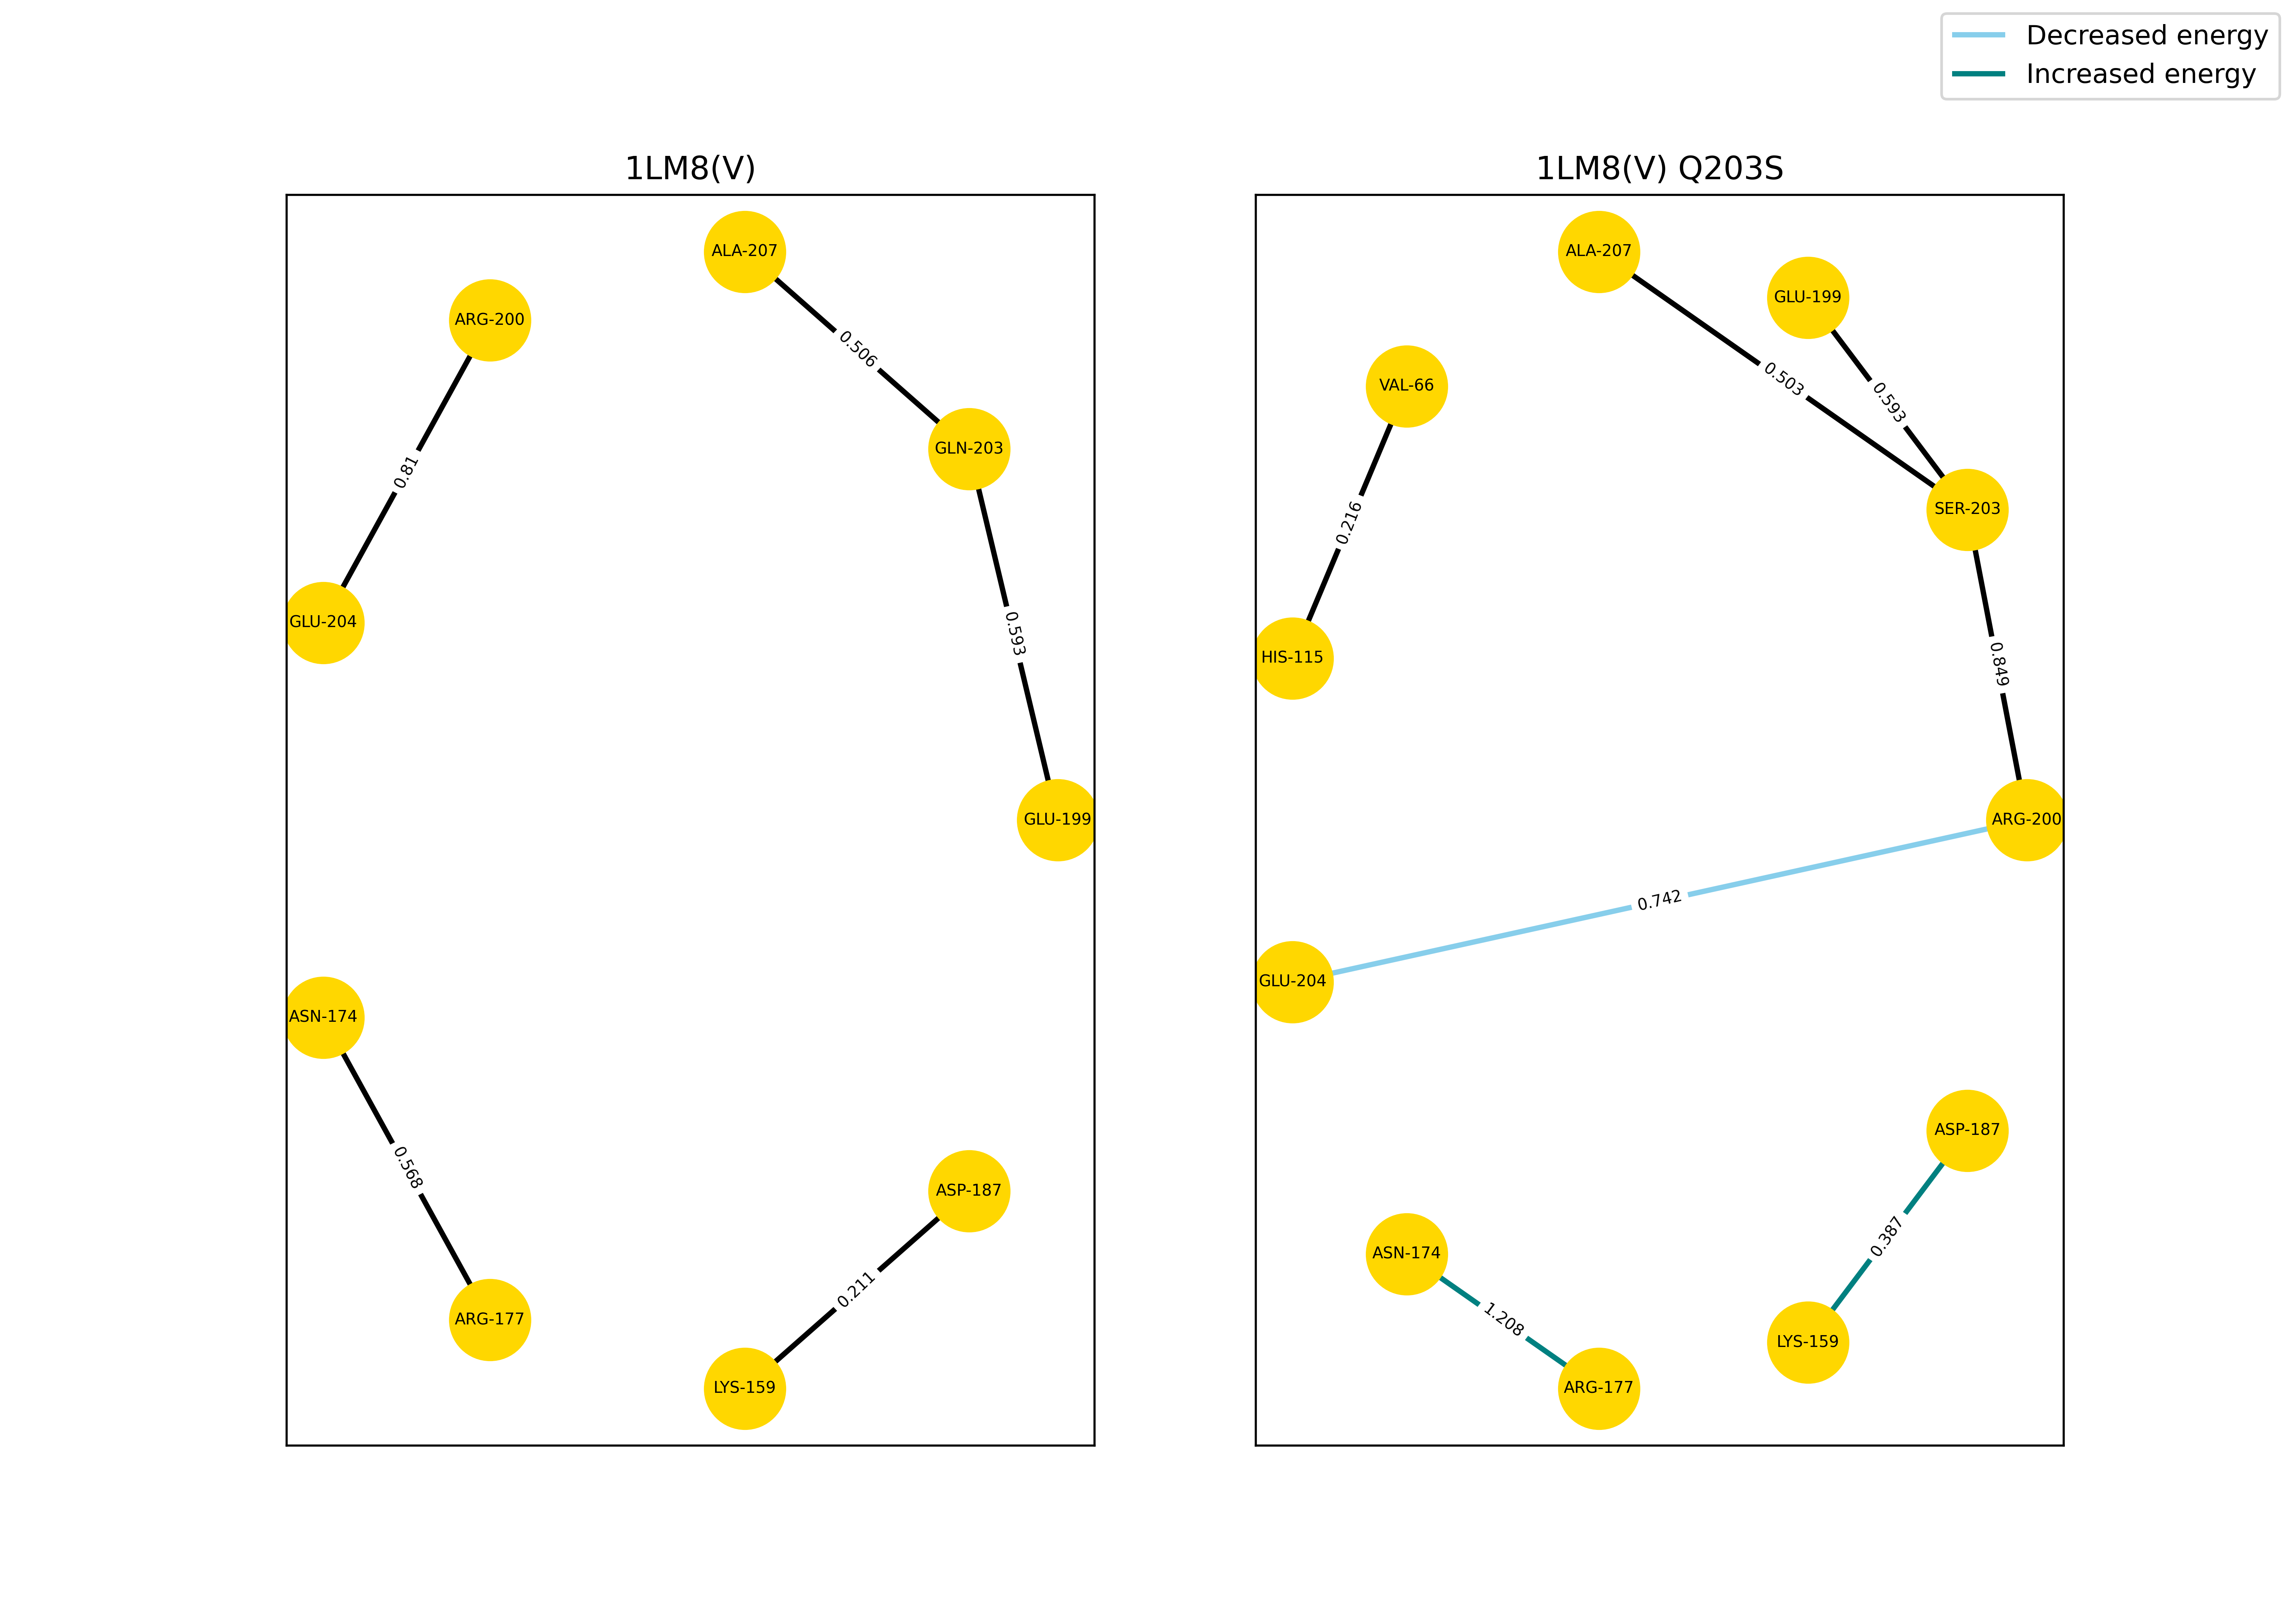 Decreased energy
Increased energy
1LM8(V)
ALA-207
ARG-200
0.506
GLN-203
0.81
GLU-204
0.593
GLU-199
ASN-174
0.568
ASP-187
0.211
ARG-177
LYS-159
1LM8(V) Q203S
ALA-207
GLU-199
VAL-66
0.503
0.593
SER-203
0.216
HIS-115
0.849
ARG-200
0.742
GLU-204
ASP-187
0.387
ASN-174
1.208
LYS-159
ARG-177